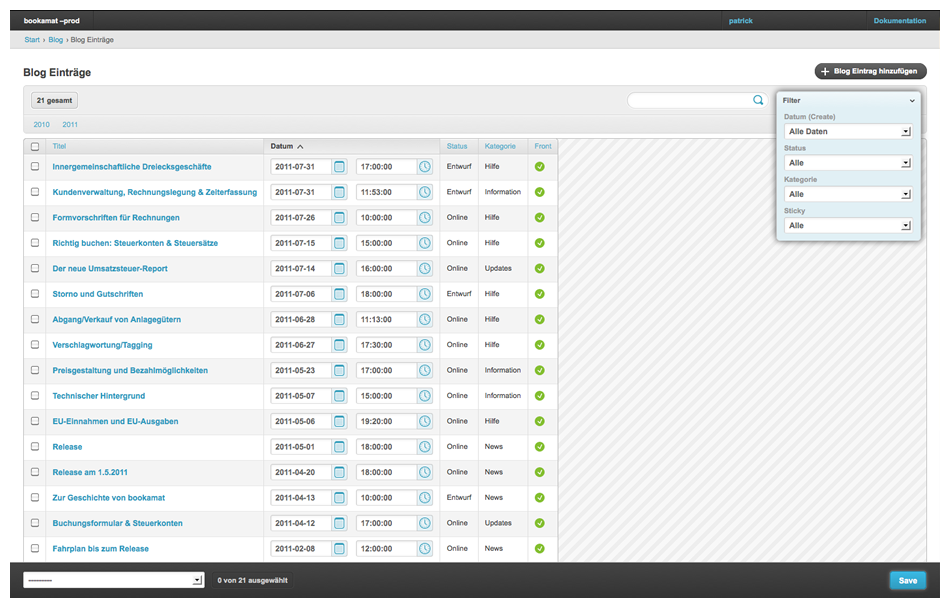 bookamat –prod patrick Dokumentation
Start › Blog › Blog Einträge
Blog Einträge + Blog Eintrag hinzufügen
21 gesamt
2010 2011
Filter
Datum (Create)
Alle Daten
Status
Alle
Kategorie
Alle
Sticky
Alle
Titel Datum Status Kategorie Front
Innergemeinschaftliche Dreiecksgeschäfte 2011-07-31 17:00:00 Entwurf Hilfe
Kundenverwaltung, Rechnungslegung & Zeiterfassung 2011-07-31 11:53:00 Entwurf Information
Formvorschriften für Rechnungen 2011-07-26 10:00:00 Online Hilfe
Richtig buchen: Steuerkonten & Steuersätze 2011-07-15 15:00:00 Online Hilfe
Der neue Umsatzsteuer-Report 2011-07-14 16:00:00 Online Updates
Storno und Gutschriften 2011-07-06 18:00:00 Entwurf Hilfe
Abgang/Verkauf von Anlagegütern 2011-06-28 11:13:00 Online Hilfe
Verschlagwortung/Tagging 2011-06-27 17:30:00 Online Hilfe
Preisgestaltung und Bezahlmöglichkeiten 2011-05-23 17:00:00 Online Information
Technischer Hintergrund 2011-05-07 15:00:00 Online Information
EU-Einnahmen und EU-Ausgaben 2011-05-06 19:20:00 Online Hilfe
Release 2011-05-01 18:00:00 Online News
Release am 1.5.2011 2011-04-20 18:00:00 Online News
Zur Geschichte von bookamat 2011-04-13 10:00:00 Entwurf News
Buchungsformular & Steuerkonten 2011-04-12 17:00:00 Online Updates
Fahrplan bis zum Release 2011-02-08 12:00:00 Online News
--------- 0 von 21 ausgewählt Save